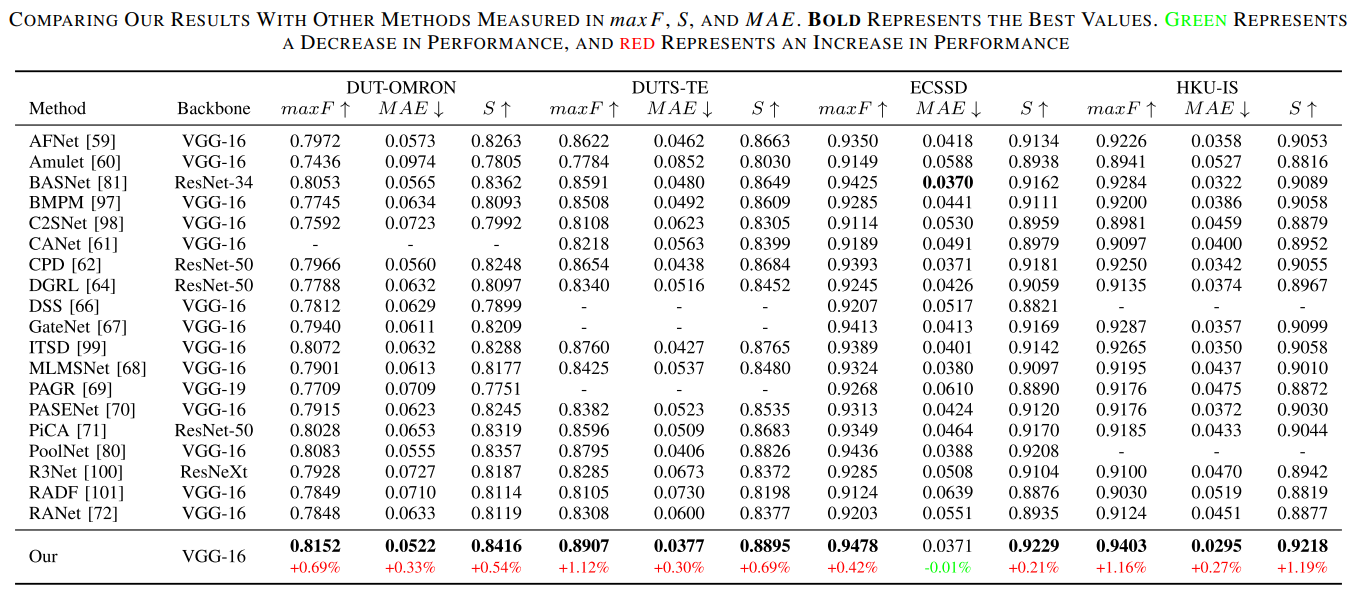 COMPARING OUR RESULTS WITH OTHER METHODS MEASURED IN maxF, S, AND MAE. BOLD REPRESENTS THE BEST VALUES. GREEN REPRESENTS
A DECREASE IN PERFORMANCE, AND RED REPRESENTS AN INCREASE IN PERFORMANCE
DUT-OMRON DUTS-TE ECSSD HKU-IS
Method Backbone maxF ↑ MAE ↓ S ↑ maxF ↑ MAE ↓ S ↑ maxF ↑ MAE ↓ S ↑ maxF ↑ MAE ↓ S ↑
AFNet [59] VGG-16 0.7972 0.0573 0.8263 0.8622 0.0462 0.8663 0.9350 0.0418 0.9134 0.9226 0.0358 0.9053
Amulet [60] VGG-16 0.7436 0.0974 0.7805 0.7784 0.0852 0.8030 0.9149 0.0588 0.8938 0.8941 0.0527 0.8816
BASNet [81] ResNet-34 0.8053 0.0565 0.8362 0.8591 0.0480 0.8649 0.9425 0.0370 0.9162 0.9284 0.0322 0.9089
BMPM [97] VGG-16 0.7745 0.0634 0.8093 0.8508 0.0492 0.8609 0.9285 0.0441 0.9111 0.9200 0.0386 0.9058
C2SNet [98] VGG-16 0.7592 0.0723 0.7992 0.8108 0.0623 0.8305 0.9114 0.0530 0.8959 0.8981 0.0459 0.8879
CANet [61] VGG-16 - - - 0.8218 0.0563 0.8399 0.9189 0.0491 0.8979 0.9097 0.0400 0.8952
CPD [62] ResNet-50 0.7966 0.0560 0.8248 0.8654 0.0438 0.8684 0.9393 0.0371 0.9181 0.9250 0.0342 0.9055
DGRL [64] ResNet-50 0.7788 0.0632 0.8097 0.8340 0.0516 0.8452 0.9245 0.0426 0.9059 0.9135 0.0374 0.8967
DSS [66] VGG-16 0.7812 0.0629 0.7899 - - - 0.9207 0.0517 0.8821 - - -
GateNet [67] VGG-16 0.7940 0.0611 0.8209 - - - 0.9413 0.0413 0.9169 0.9287 0.0357 0.9099
ITSD [99] VGG-16 0.8072 0.0632 0.8288 0.8760 0.0427 0.8765 0.9389 0.0401 0.9142 0.9265 0.0350 0.9058
MLMSNet [68] VGG-16 0.7901 0.0613 0.8177 0.8425 0.0537 0.8480 0.9324 0.0380 0.9097 0.9195 0.0437 0.9010
PAGR [69] VGG-19 0.7709 0.0709 0.7751 - - - 0.9268 0.0610 0.8890 0.9176 0.0475 0.8872
PASENet [70] VGG-16 0.7915 0.0623 0.8245 0.8382 0.0523 0.8535 0.9313 0.0424 0.9120 0.9176 0.0372 0.9030
PiCA [71] ResNet-50 0.8028 0.0653 0.8319 0.8596 0.0509 0.8683 0.9349 0.0464 0.9170 0.9185 0.0433 0.9044
PoolNet [80] VGG-16 0.8083 0.0555 0.8357 0.8795 0.0406 0.8826 0.9436 0.0388 0.9208 - - -
R3Net [100] ResNeXt 0.7928 0.0727 0.8187 0.8285 0.0673 0.8372 0.9285 0.0508 0.9104 0.9100 0.0470 0.8942
RADF [101] VGG-16 0.7849 0.0710 0.8114 0.8105 0.0730 0.8198 0.9124 0.0639 0.8876 0.9030 0.0519 0.8819
RANet [72] VGG-16 0.7848 0.0633 0.8119 0.8308 0.0600 0.8377 0.9203 0.0551 0.8935 0.9124 0.0451 0.8877
Our VGG-16 0.8152 0.0522 0.8416 0.8907 0.0377 0.8895 0.9478 0.0371 0.9229 0.9403 0.0295 0.9218
+0.69% +0.33% +0.54% +1.12% +0.30% +0.69% +0.42% -0.01% +0.21% +1.16% +0.27% +1.19%